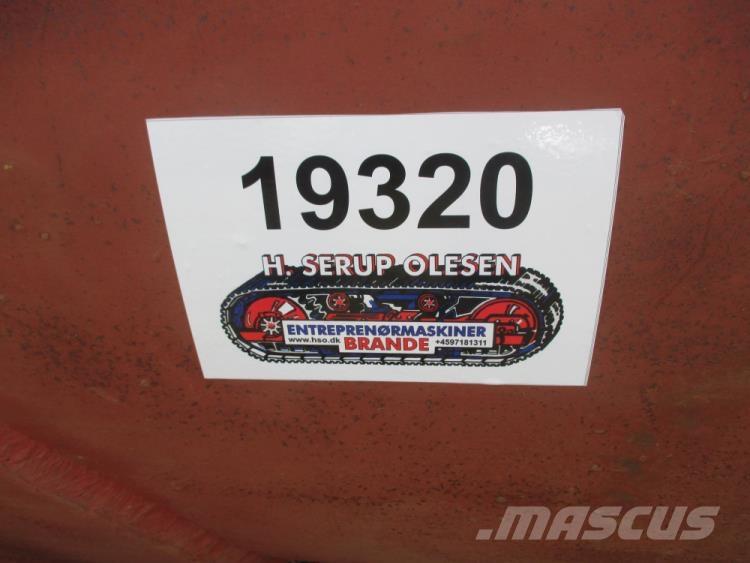 19320
H. SERUP OLESEN
ENTREPRENØRMASKINER
www.hso.dk BRANDE +4597181311
.mascus